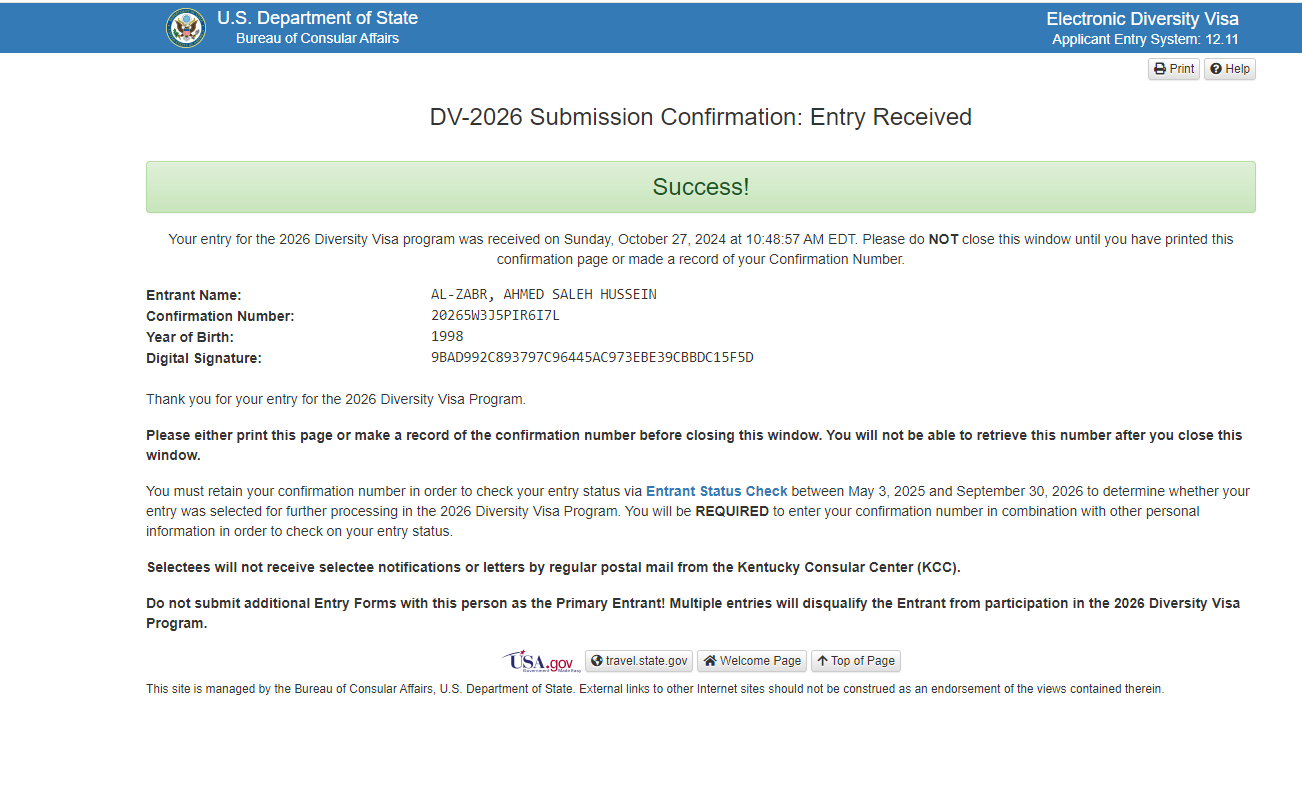 U.S. Department of State
Bureau of Consular Affairs
Electronic Diversity Visa
Applicant Entry System: 12.11
Print Help
DV-2026 Submission Confirmation: Entry Received
Success!
Your entry for the 2026 Diversity Visa program was received on Sunday, October 27, 2024 at 10:48:57 AM EDT. Please do NOT close this window until you have printed this
confirmation page or made a record of your Confirmation Number.
Entrant Name: AL-ZABR, AHMED SALEH HUSSEIN
Confirmation Number: 20265W3J5PIR6I7L
Year of Birth: 1998
Digital Signature: 9BAD992C893797C96445AC973EBE39CBBDC15F5D
Thank you for your entry for the 2026 Diversity Visa Program.
Please either print this page or make a record of the confirmation number before closing this window. You will not be able to retrieve this number after you close this
window.
You must retain your confirmation number in order to check your entry status via Entrant Status Check between May 3, 2025 and September 30, 2026 to determine whether your
entry was selected for further processing in the 2026 Diversity Visa Program. You will be REQUIRED to enter your confirmation number in combination with other personal
information in order to check on your entry status.
Selectees will not receive selectee notifications or letters by regular postal mail from the Kentucky Consular Center (KCC).
Do not submit additional Entry Forms with this person as the Primary Entrant! Multiple entries will disqualify the Entrant from participation in the 2026 Diversity Visa
Program.
USA.gov travel.state.gov Welcome Page Top of Page
Government Made Easy
This site is managed by the Bureau of Consular Affairs, U.S. Department of State. External links to other Internet sites should not be construed as an endorsement of the views contained therein.